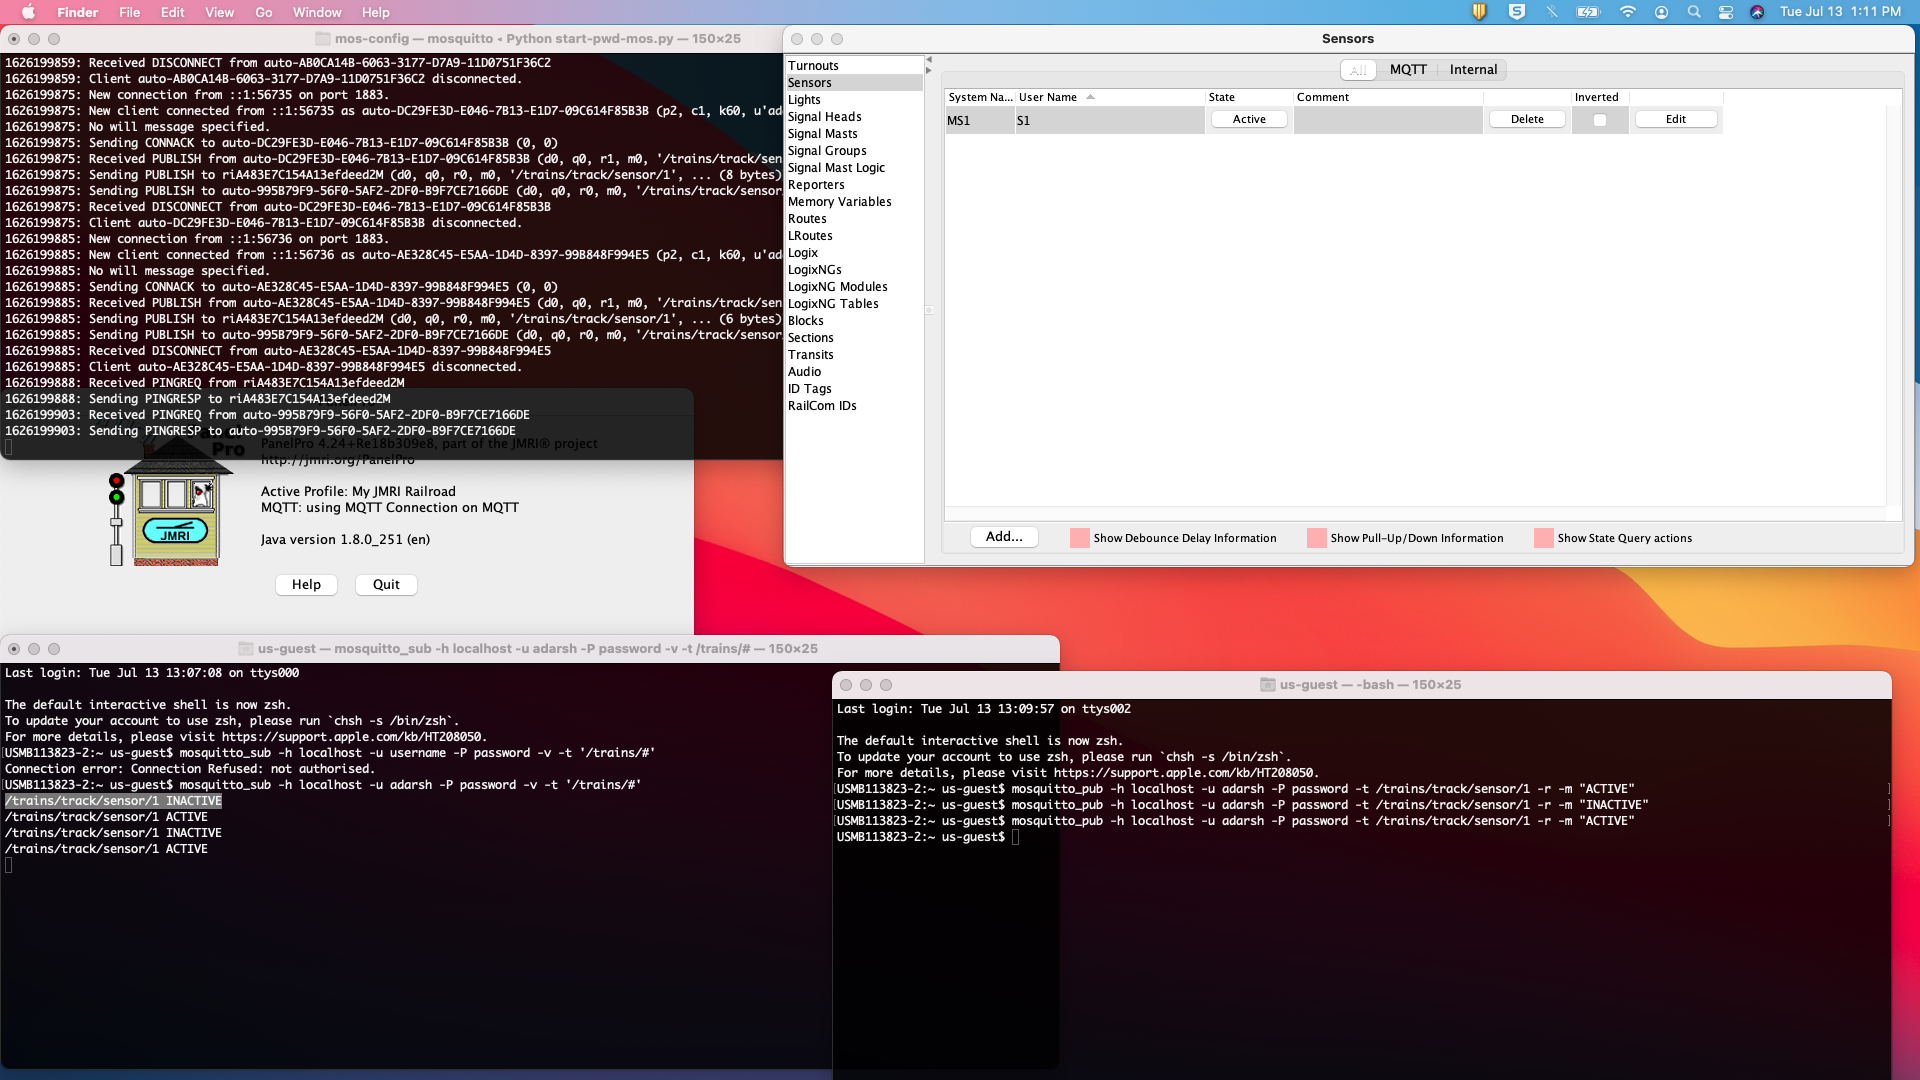 Finder File Edit View Go Window Help
Tue Jul 13 1:11 PM
mos-config — mosquitto ◂ Python start-pwd-mos.py — 150×25
1626199859: Received DISCONNECT from auto-AB0CA14B-6063-3177-D7A9-11D0751F36C2
1626199859: Client auto-AB0CA14B-6063-3177-D7A9-11D0751F36C2 disconnected.
1626199875: New connection from ::1:56735 on port 1883.
1626199875: New client connected from ::1:56735 as auto-DC29FE3D-E046-7B13-E1D7-09C614F85B3B (p2, c1, k60, u'ad
1626199875: No will message specified.
1626199875: Sending CONNACK to auto-DC29FE3D-E046-7B13-E1D7-09C614F85B3B (0, 0)
1626199875: Received PUBLISH from auto-DC29FE3D-E046-7B13-E1D7-09C614F85B3B (d0, q0, r1, m0, '/trains/track/sen
1626199875: Sending PUBLISH to riA483E7C154A13efdeed2M (d0, q0, r0, m0, '/trains/track/sensor/1', ... (8 bytes)
1626199875: Sending PUBLISH to auto-995B79F9-56F0-5AF2-2DF0-B9F7CE7166DE (d0, q0, r0, m0, '/trains/track/sensor
1626199875: Received DISCONNECT from auto-DC29FE3D-E046-7B13-E1D7-09C614F85B3B
1626199875: Client auto-DC29FE3D-E046-7B13-E1D7-09C614F85B3B disconnected.
1626199885: New connection from ::1:56736 on port 1883.
1626199885: New client connected from ::1:56736 as auto-AE328C45-E5AA-1D4D-8397-99B848F994E5 (p2, c1, k60, u'ad
1626199885: No will message specified.
1626199885: Sending CONNACK to auto-AE328C45-E5AA-1D4D-8397-99B848F994E5 (0, 0)
1626199885: Received PUBLISH from auto-AE328C45-E5AA-1D4D-8397-99B848F994E5 (d0, q0, r1, m0, '/trains/track/sen
1626199885: Sending PUBLISH to riA483E7C154A13efdeed2M (d0, q0, r0, m0, '/trains/track/sensor/1', ... (6 bytes)
1626199885: Sending PUBLISH to auto-995B79F9-56F0-5AF2-2DF0-B9F7CE7166DE (d0, q0, r0, m0, '/trains/track/sensor
1626199885: Received DISCONNECT from auto-AE328C45-E5AA-1D4D-8397-99B848F994E5
1626199885: Client auto-AE328C45-E5AA-1D4D-8397-99B848F994E5 disconnected.
1626199888: Received PINGREQ from riA483E7C154A13efdeed2M
1626199888: Sending PINGRESP to riA483E7C154A13efdeed2M
1626199903: Received PINGREQ from auto-995B79F9-56F0-5AF2-2DF0-B9F7CE7166DE
1626199903: Sending PINGRESP to auto-995B79F9-56F0-5AF2-2DF0-B9F7CE7166DE
Panel
Pro
PanelPro 4.24+Re18b309e8, part of the JMRI® project
http://jmri.org/PanelPro
Active Profile: My JMRI Railroad
MQTT: using MQTT Connection on MQTT
JMRI
Java version 1.8.0_251 (en)
Help Quit
Sensors
Turnouts
Sensors
Lights
Signal Heads
Signal Masts
Signal Groups
Signal Mast Logic
Reporters
Memory Variables
Routes
LRoutes
Logix
LogixNGs
LogixNG Modules
LogixNG Tables
Blocks
Sections
Transits
Audio
ID Tags
RailCom IDs
All MQTT Internal
System Na... User Name State Comment Inverted
MS1 S1 Active Delete Edit
Add... Show Debounce Delay Information Show Pull-Up/Down Information Show State Query actions
us-guest — mosquitto_sub -h localhost -u adarsh -P password -v -t /trains/# — 150×25
Last login: Tue Jul 13 13:07:08 on ttys000
The default interactive shell is now zsh.
To update your account to use zsh, please run `chsh -s /bin/zsh`.
For more details, please visit https://support.apple.com/kb/HT208050.
[USMB113823-2:~ us-guest$ mosquitto_sub -h localhost -u username -P password -v -t '/trains/#'
Connection error: Connection Refused: not authorised.
[USMB113823-2:~ us-guest$ mosquitto_sub -h localhost -u adarsh -P password -v -t '/trains/#'
/trains/track/sensor/1 INACTIVE
/trains/track/sensor/1 ACTIVE
/trains/track/sensor/1 INACTIVE
/trains/track/sensor/1 ACTIVE
us-guest — -bash — 150×25
Last login: Tue Jul 13 13:09:57 on ttys002
The default interactive shell is now zsh.
To update your account to use zsh, please run `chsh -s /bin/zsh`.
For more details, please visit https://support.apple.com/kb/HT208050.
[USMB113823-2:~ us-guest$ mosquitto_pub -h localhost -u adarsh -P password -t /trains/track/sensor/1 -r -m "ACTIVE" ]
[USMB113823-2:~ us-guest$ mosquitto_pub -h localhost -u adarsh -P password -t /trains/track/sensor/1 -r -m "INACTIVE" ]
[USMB113823-2:~ us-guest$ mosquitto_pub -h localhost -u adarsh -P password -t /trains/track/sensor/1 -r -m "ACTIVE" ]
USMB113823-2:~ us-guest$